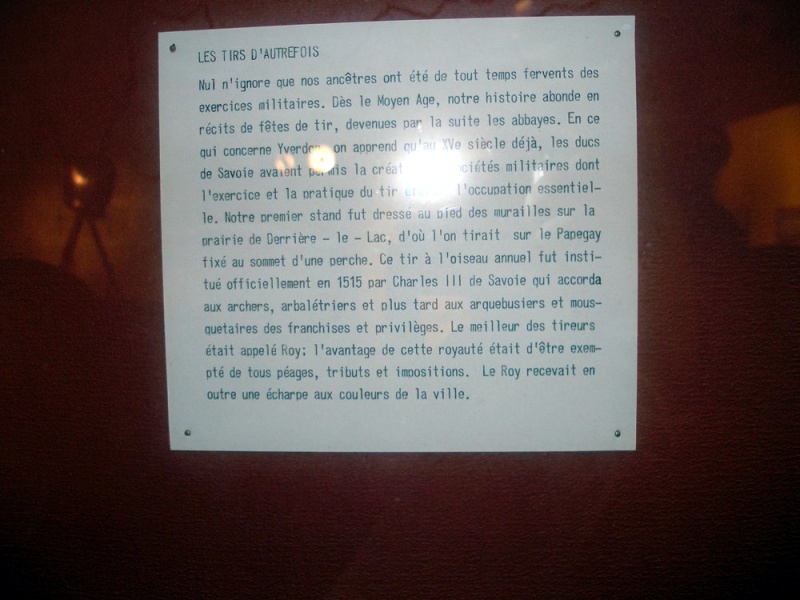 LES TIRS D'AUTREFOIS
Nul n'ignore que nos ancêtres ont été de tout temps fervents des
exercices militaires. Dès le Moyen Age, notre histoire abonde en
récits de fêtes de tir, devenues par la suite les abbayes. En ce
qui concerne Yverdon, on apprend qu'au XVe siècle déjà, les ducs
de Savoie avaient permis la sociétés militaires dont
l'exercice et la pratique du tir l'occupation essentiel-
le. Notre premier stand fut dressé au pied des murailles sur la
prairie de Derrière - le - Lac, d'où l'on tirait sur le Papegay
fixé au sommet d'une perche. Ce tir à l'oiseau annuel fut insti-
tué officiellement en 1515 par Charles III de Savoie qui accorda
aux archers, arbalétriers et plus tard aux arquebusiers et mous-
quetaires des franchises et privilèges. Le meilleur des tireurs
était appelé Roy; l'avantage de cette royauté était d'être exem-
pté de tous péages, tributs et impositions. Le Roy recevait en
outre une écharpe aux couleurs de la ville.